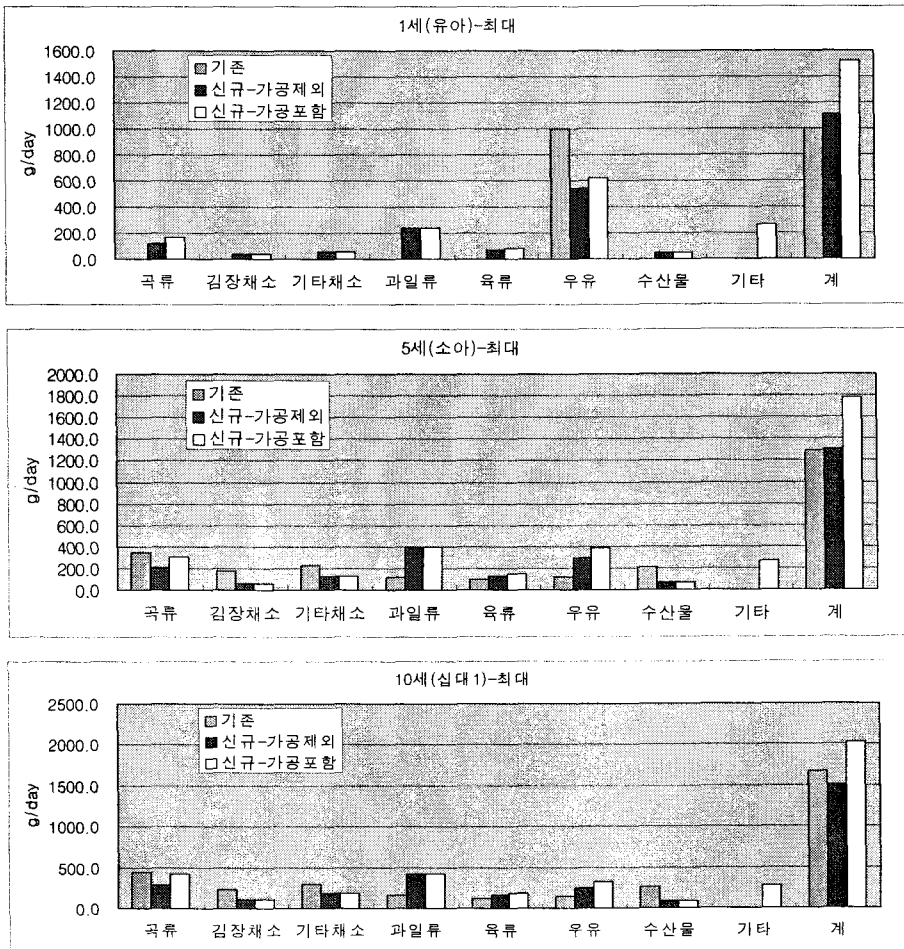 1세(유아)-최대
1600.0
1400.0
1200.0
1000.0
800.0
600.0
400.0
200.0
0.0
g/day
기존
신규-가공제외
신규-가공포함
곡류 김장채소 기타채소 과일류 육류 우유 수산물 기타 계
5세(소아)-최대
2000.0
1800.0
1600.0
1400.0
1200.0
1000.0
800.0
600.0
400.0
200.0
0.0
기존
신규-가공제외
신규-가공포함
곡류 김장채소 기타채소 과일류 육류 우유 수산물 기타 계
10세(십대1)-최대
2500.0
2000.0
1500.0
1000.0
500.0
0.0
g/day
기존
신규-가공제외
신규-가공포함
곡류 김장채소 기타채소 과일류 육류 우유 수산물 기타 계